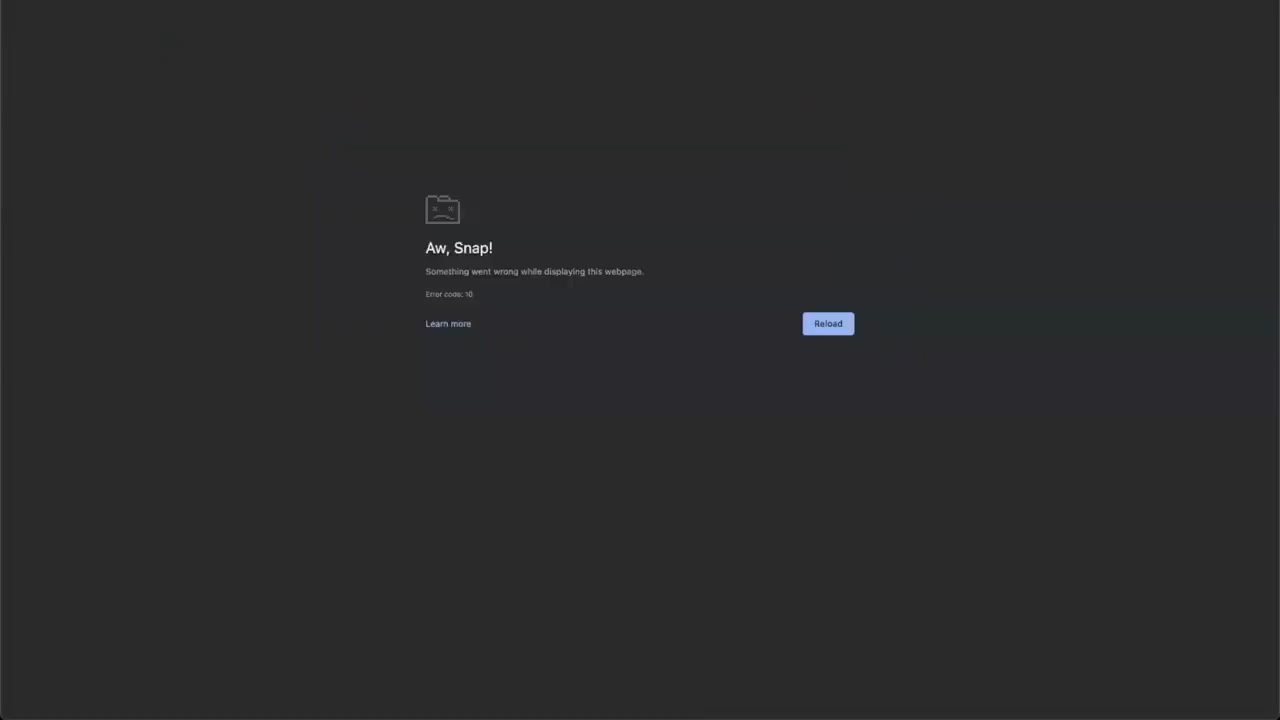 Aw, Snap!
Something went wrong while displaying this webpage.
Error code: 10
Learn more
Reload